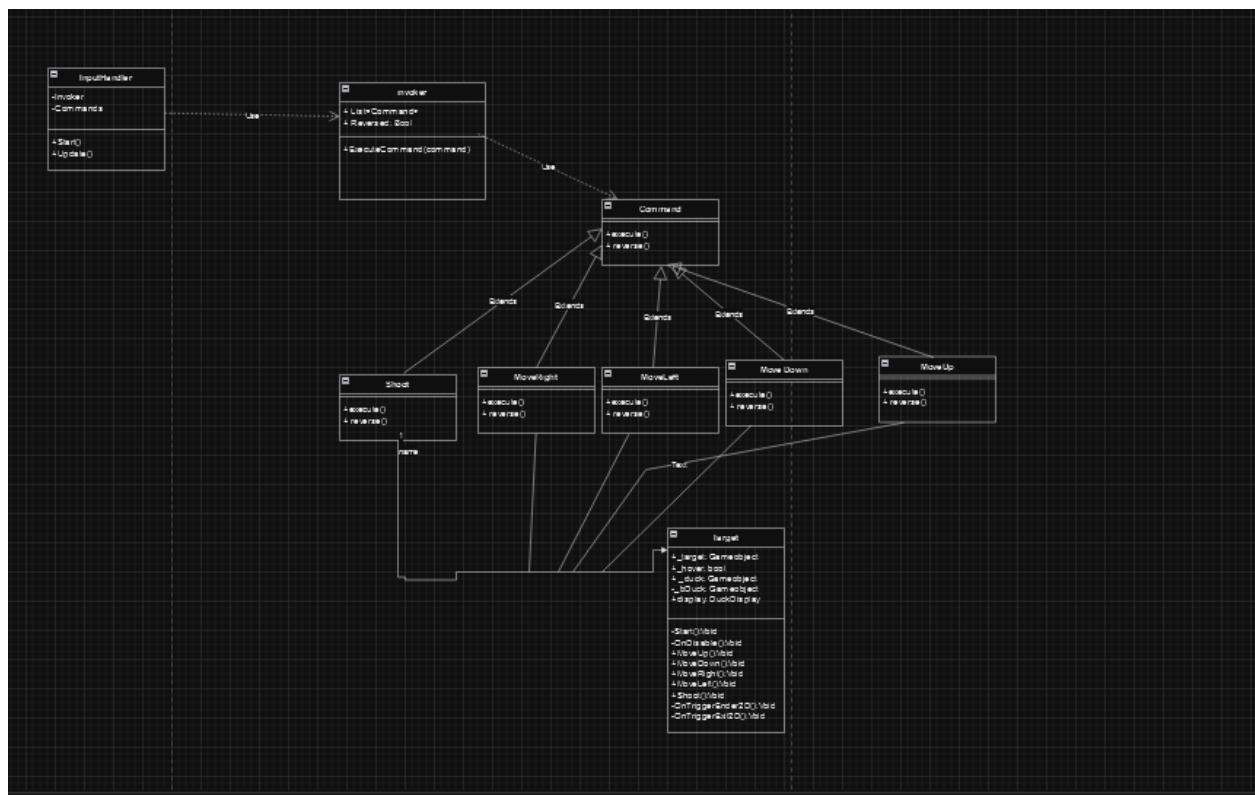 InputHandler
-Invoker
-Commands
+Start()
+Update()
Use
Invoker
+ List<Command>
+ Reversed: Bool
+ExecuteCommand(command)
Use
Command
+execute()
+ reverse()
Extends
Extends
Extends
Extends
Extends
Shoot
+execute()
+ reverse()
MoveRight
+execute()
+ reverse()
MoveLeft
+execute()
+ reverse()
Move Down
+execute()
+ reverse()
MoveUp
+execute()
+ reverse()
1
name
Text
Target
+_target: Gameobject
+_hover: bool
+ _duck: Gameobject
-_bDuck: Gameobject
+display: DuckDisplay
-Start():Void
-OnDisable():Void
+MoveUp():Void
+MoveDown():Void
+MoveRight():Void
+MoveLeft():Void
+Shoot():Void
-OnTriggerEnder2D():Void
-OnTriggerExit2D():Void